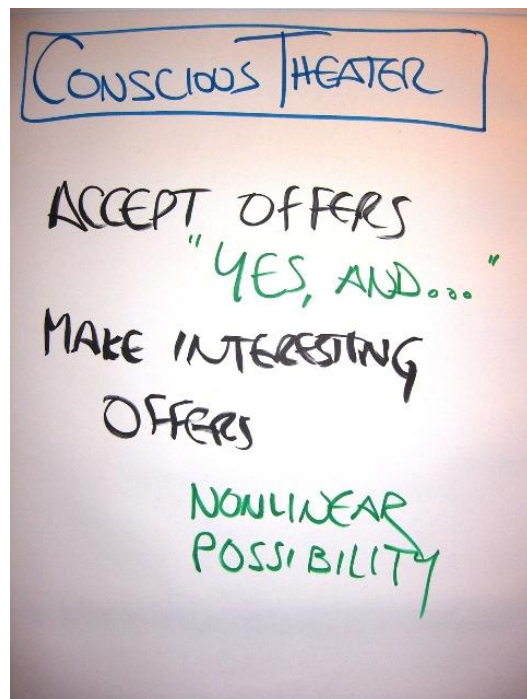 CONSCIOUS THEATER
ACCEPT OFFERS
"YES, AND..."
MAKE INTERESTING
OFFERS
NONLINEAR
POSSIBILITY